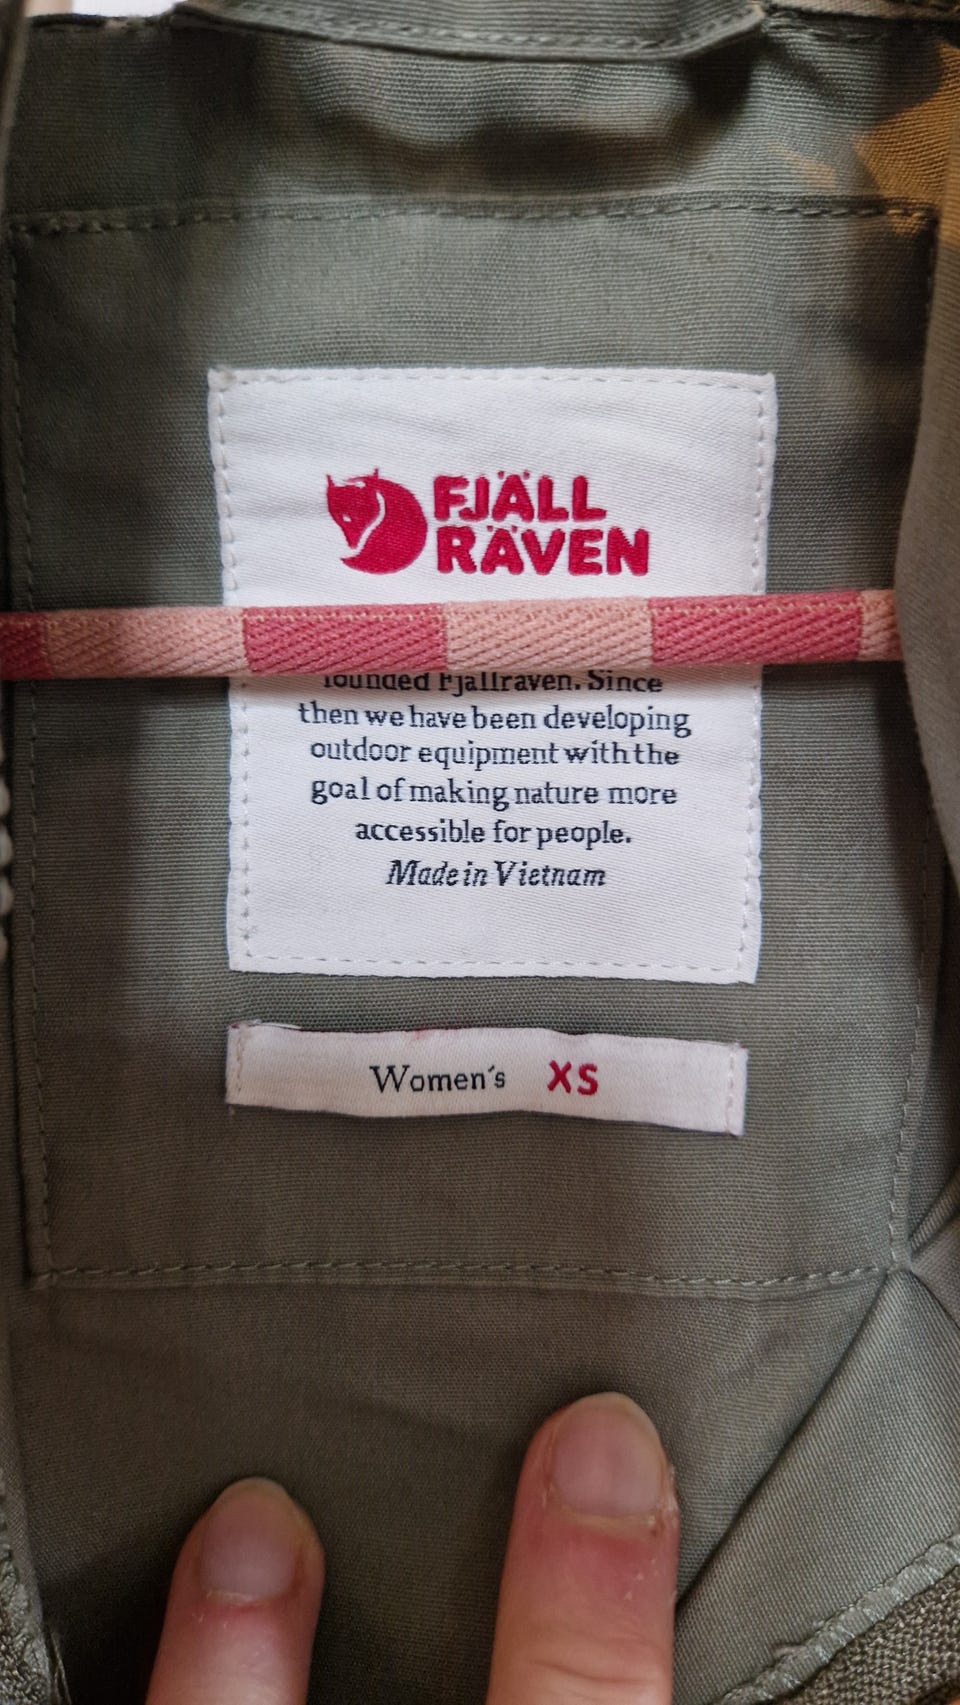 FJÄLL
RÄVEN
founded Fjällräven. Since
then we have been developing
outdoor equipment with the
goal of making nature more
accessible for people.
Made in Vietnam
Women's XS